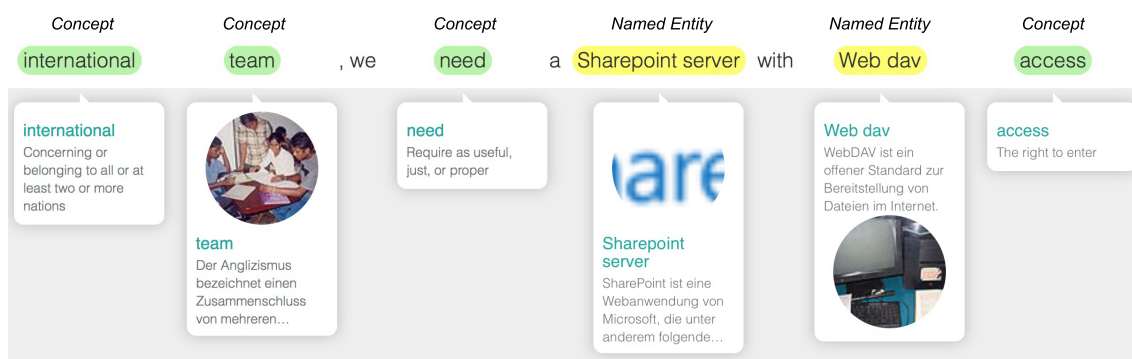 Concept Concept Concept Named Entity Named Entity Concept
international team , we need a Sharepoint server with Web dav access
international
Concerning or
belonging to all or at
least two or more
nations
team
Der Anglizismus
bezeichnet einen
Zusammenschluss
von mehreren…
need
Require as useful,
just, or proper
are
Sharepoint
server
SharePoint ist eine
Webanwendung von
Microsoft, die unter
anderem folgende…
Web dav
WebDAV ist ein
offener Standard zur
Bereitstellung von
Dateien im Internet.
access
The right to enter